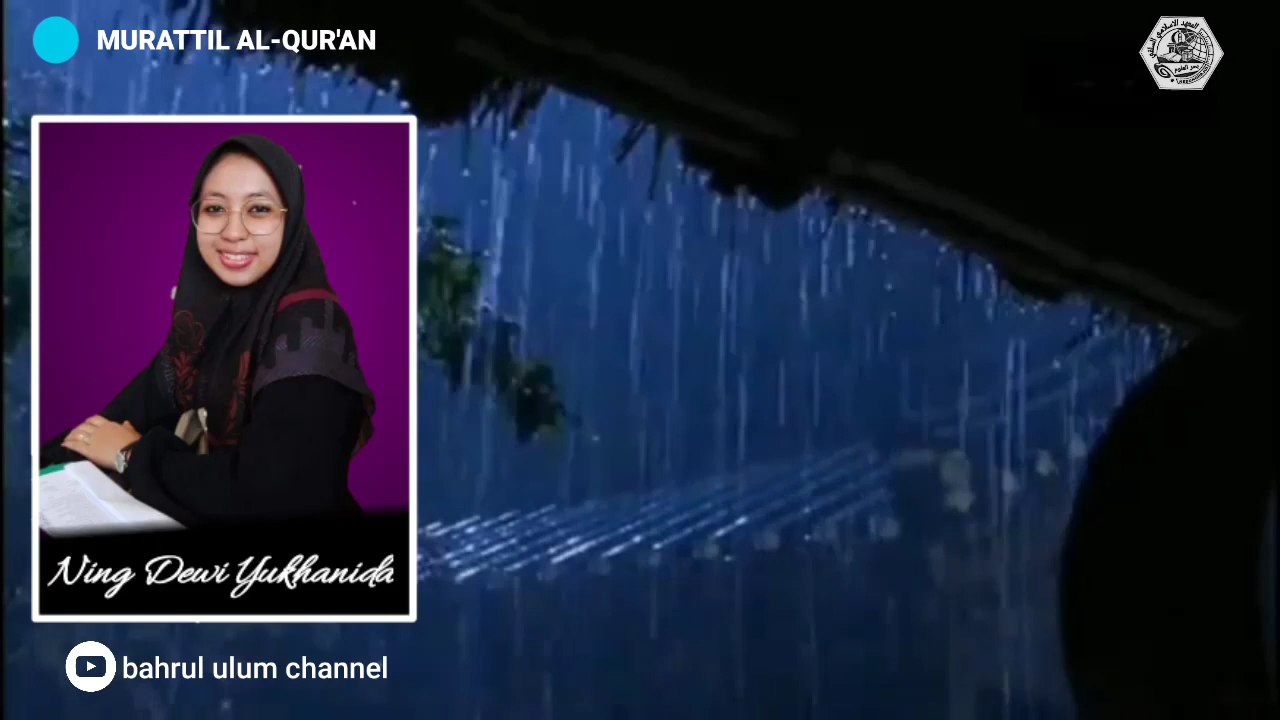 MURATTIL AL-QUR'AN
Ning Dewi Yukhanida
bahrul ulum channel